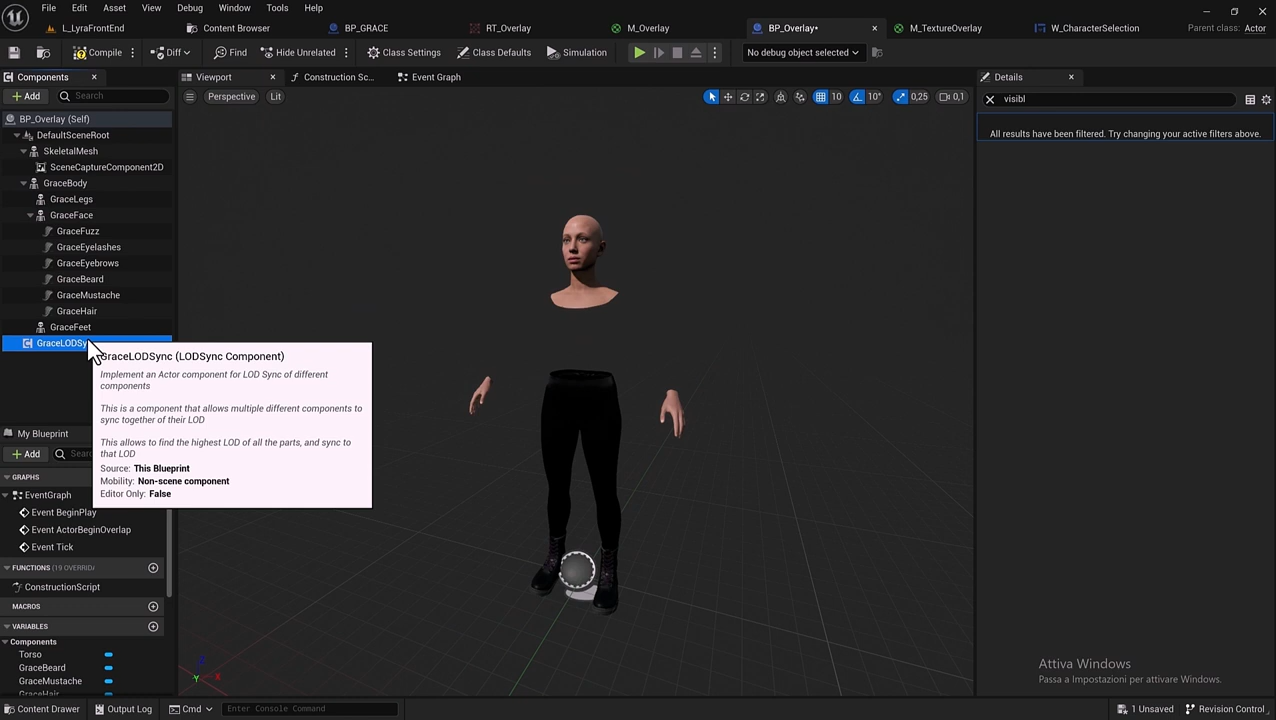 File Edit Asset View Debug Window Tools Help
L_LyraFrontEnd Content Browser BP_GRACE RT_Overlay M_Overlay BP_Overlay* M_TextureOverlay W_CharacterSelection Parent class: Actor
Compile Diff Find Hide Unrelated Class Settings Class Defaults Simulation No debug object selected
Components
Viewport Construction Sc... Event Graph
Details
Add Search
Perspective Lit
10 10° 0,25 0,1
visibl
BP_Overlay (Self)
DefaultSceneRoot
SkeletalMesh
SceneCaptureComponent2D
GraceBody
GraceLegs
GraceFace
GraceFuzz
GraceEyelashes
GraceEyebrows
GraceBeard
GraceMustache
GraceHair
GraceFeet
GraceLODSy
All results have been filtered. Try changing your active filters above.
GraceLODSync (LODSync Component)
Implement an Actor component for LOD Sync of different
components
This is a component that allows multiple different components to
sync together of their LOD
This allows to find the highest LOD of all the parts, and sync to
that LOD
Source: This Blueprint
Mobility: Non-scene component
Editor Only: False
My Blueprint
Add Sear
GRAPHS
EventGraph
Event BeginPlay
Event ActorBeginOverlap
Event Tick
FUNCTIONS (19 OVERRIDA
ConstructionScript
MACROS
VARIABLES
Components
Torso
GraceBeard
GraceMustache
GraceHair
Z
Y
X
Attiva Windows
Passa a Impostazioni per attivare Windows.
Content Drawer Output Log Cmd Enter Console Command 1 Unsaved Revision Control